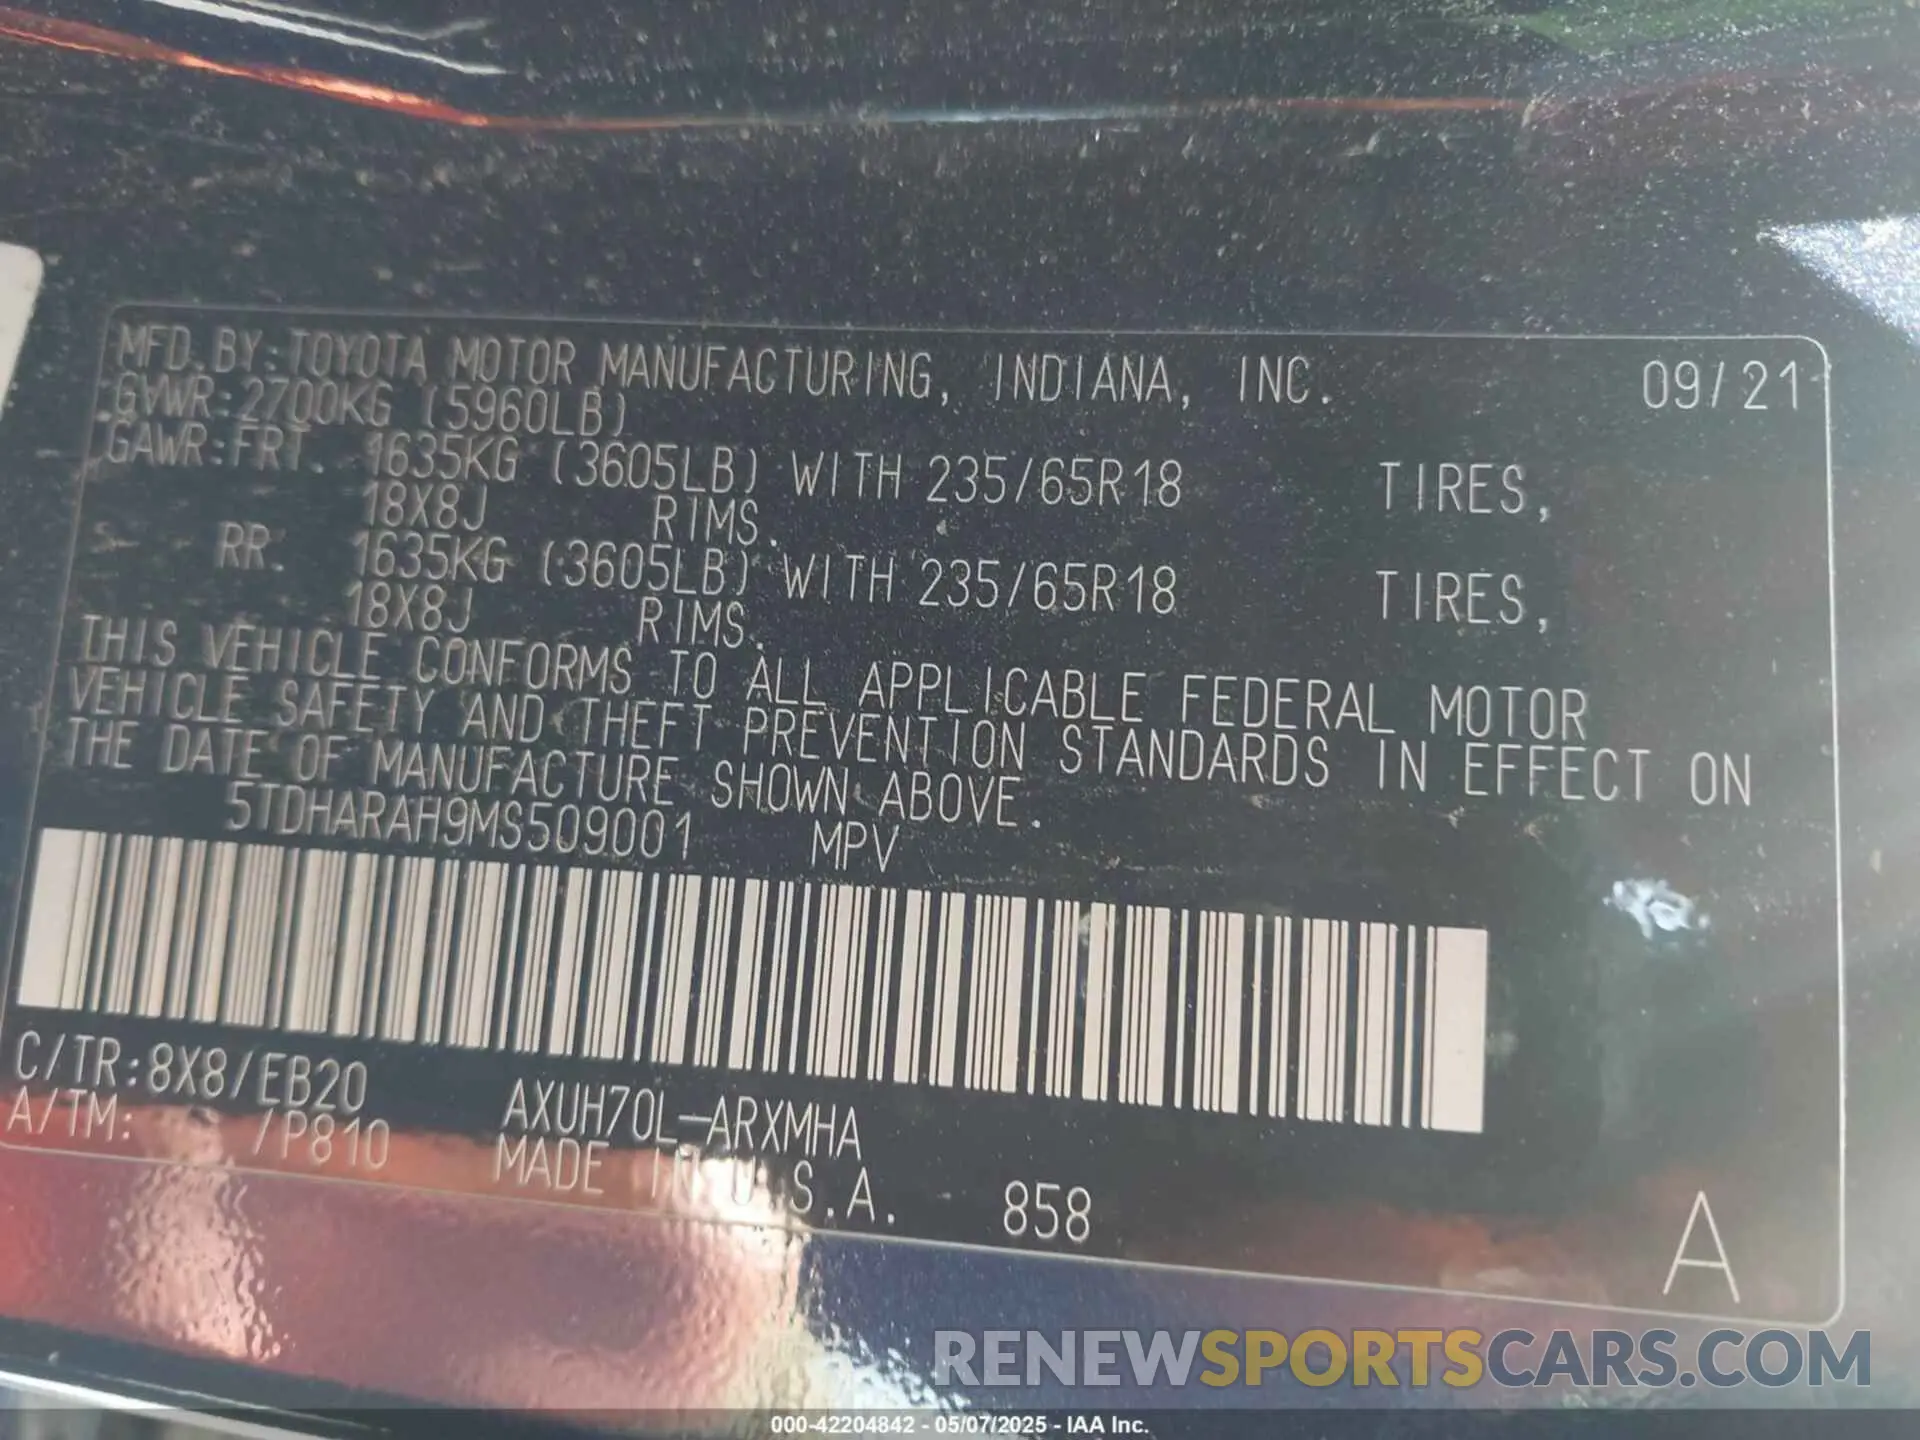 MFD.BY:TOYOTA MOTOR MANUFACTURING, INDIANA, INC. 09/21
GVWR:2700KG (5960LB)
GAWR:FRT. 1635KG (3605LB) WITH 235/65R18 TIRES,
18X8J RIMS.
RR. 1635KG (3605LB) WITH 235/65R18 TIRES,
18X8J RIMS.
THIS VEHICLE CONFORMS TO ALL APPLICABLE FEDERAL MOTOR
VEHICLE SAFETY AND THEFT PREVENTION STANDARDS IN EFFECT ON
THE DATE OF MANUFACTURE SHOWN ABOVE.
5TDHARAH9MS509001 MPV
C/TR:8X8/EB20 AXUH70L-ARXMHA
A/TM: /P810 MADE IN U.S.A. 858 A
RENEWSPORTSCARS.COM
000-42204842 - 05/07/2025 - IAA Inc.